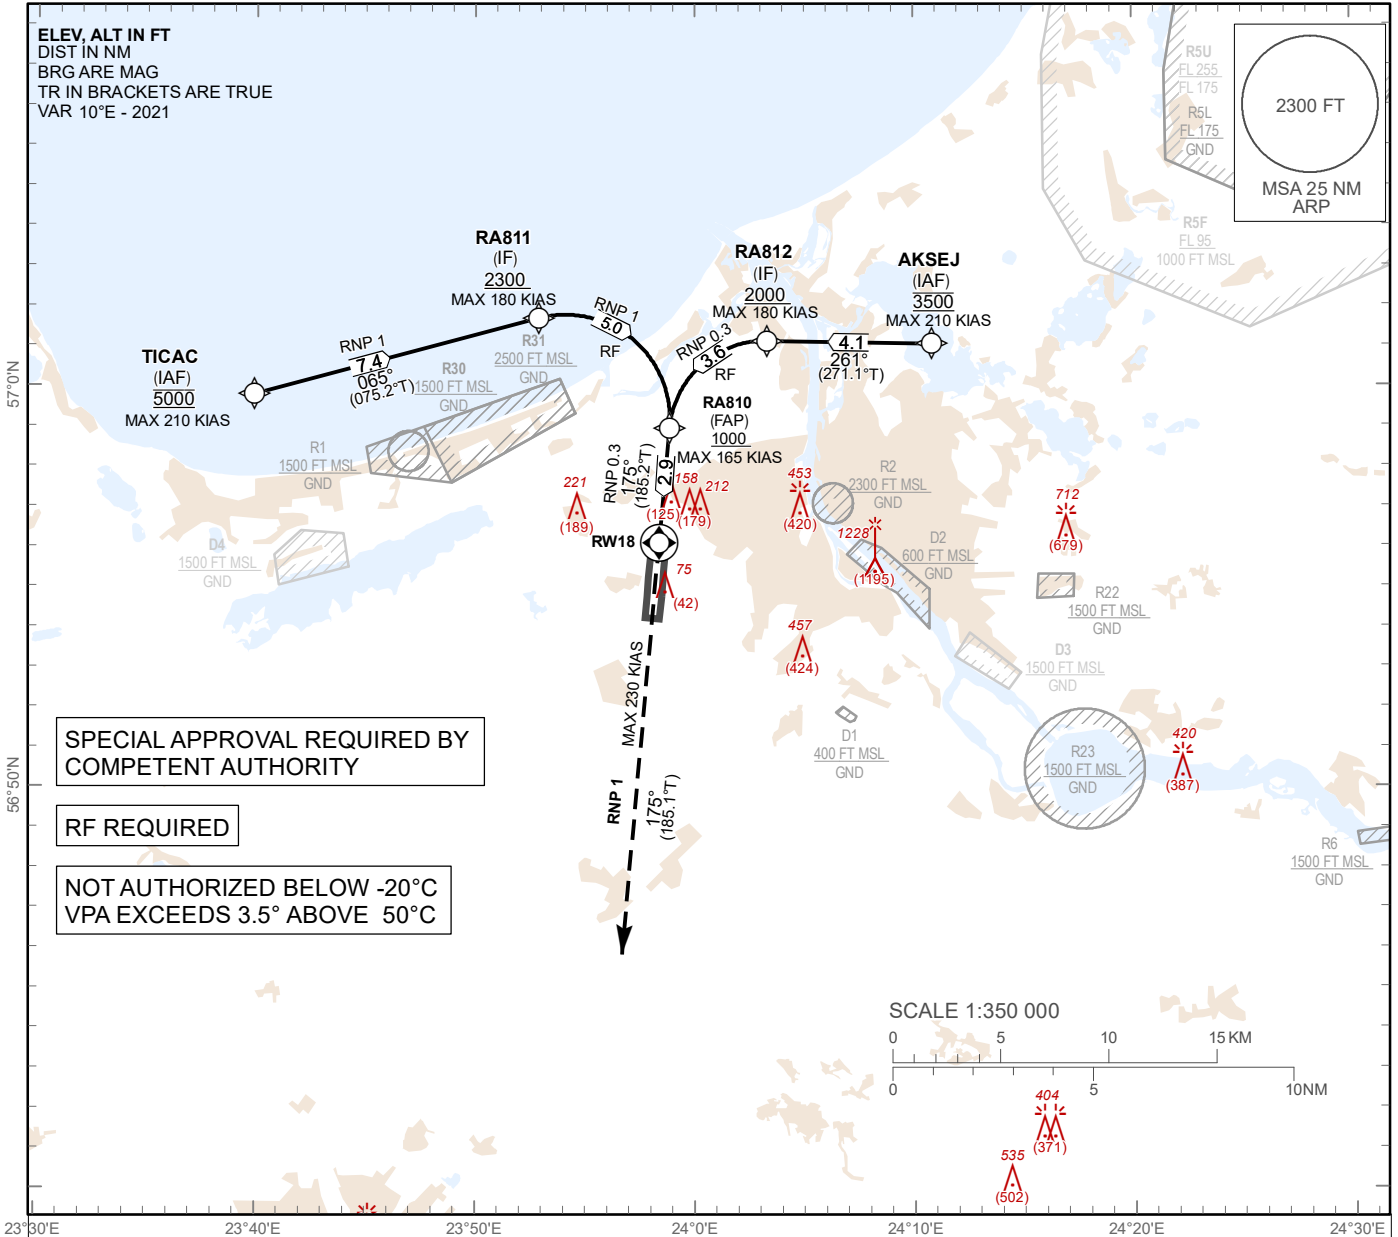 ELEV, ALT IN FT
DIST IN NM
BRG ARE MAG
TR IN BRACKETS ARE TRUE
VAR 10°E - 2021
R5U
FL 255
FL 175
R5L
FL 175
GND
2300 FT
MSA 25 NM
ARP
R5F
FL 95
1000 FT MSL
RA811
(IF)
2300
MAX 180 KIAS
RA812
(IF)
2000
MAX 180 KIAS
AKSEJ
(IAF)
3500
MAX 210 KIAS
TICAC
(IAF)
5000
MAX 210 KIAS
RNP 1
7.4
065°
(075.2°T)
RNP 1
5.0
RF
RNP 0.3
3.6
RF
4.1
261°
(271.1°T)
R31
2500 FT MSL
GND
R30
1500 FT MSL
GND
R1
1500 FT MSL
GND
RA810
(FAP)
1000
MAX 165 KIAS
RNP 0.3
175°
(185.2°T)
2.9
221
(189)
158
(125)
212
(179)
453
(420)
R2
2300 FT MSL
GND
712
(679)
1228
(1195)
D2
600 FT MSL
GND
D4
1500 FT MSL
GND
RW18
75
(42)
R22
1500 FT MSL
GND
457
(424)
D3
1500 FT MSL
GND
MAX 230 KIAS
RNP 1
175°
(185.1°T)
D1
400 FT MSL
GND
R23
1500 FT MSL
GND
420
(387)
R6
1500 FT MSL
GND
SPECIAL APPROVAL REQUIRED BY
COMPETENT AUTHORITY
RF REQUIRED
NOT AUTHORIZED BELOW -20°C
VPA EXCEEDS 3.5° ABOVE 50°C
SCALE 1:350 000
0 5 10 15 KM
0 5 10NM
404
(371)
535
(502)
57°0'N
56°50'N
23°30'E 23°40'E 23°50'E 24°0'E 24°10'E 24°20'E 24°30'E